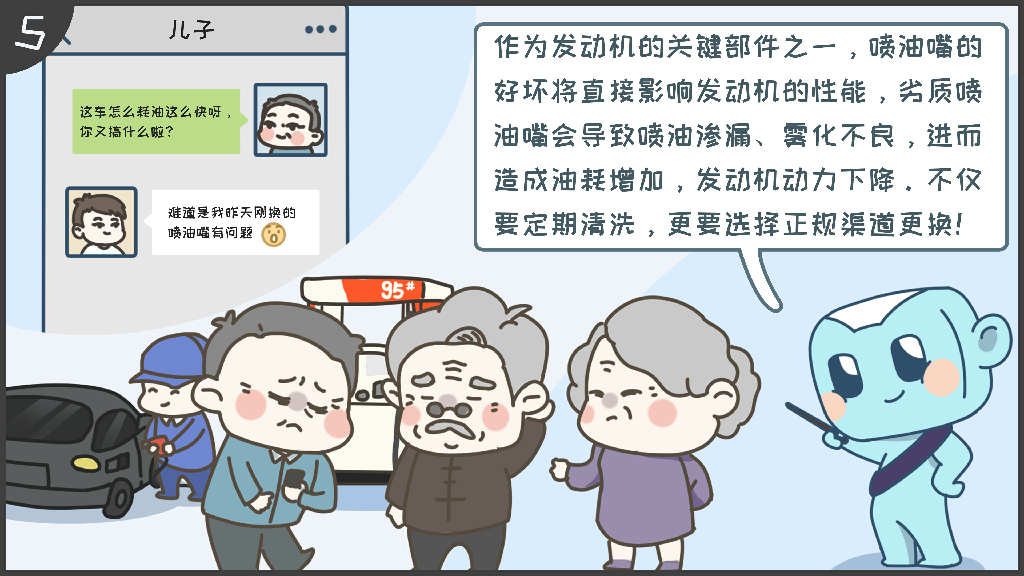 5
儿子
这车怎么耗油这么快呀，
你又搞什么啦？
难道是我昨天刚换的
喷油嘴有问题
作为发动机的关键部件之一，喷油嘴的
好坏将直接影响发动机的性能，劣质喷
油嘴会导致喷油渗漏、雾化不良，进而
造成油耗增加，发动机动力下降．不仅
要定期清洗，更要选择正规渠道更换!
95#